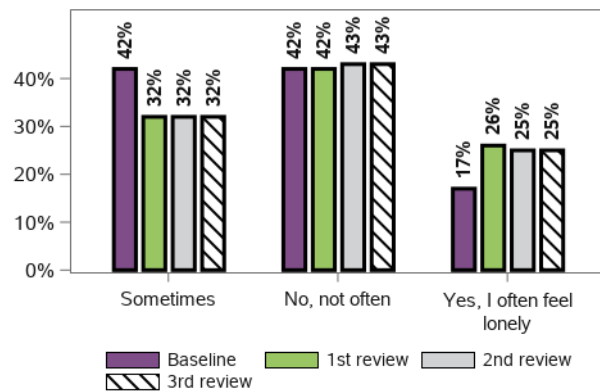 42% 32% 32% 32% 42% 42% 43% 43% 17% 26% 25% 25%
40%
30%
20%
10%
0%
Sometimes No, not often Yes, I often feel
lonely
Baseline 1st review 2nd review
3rd review